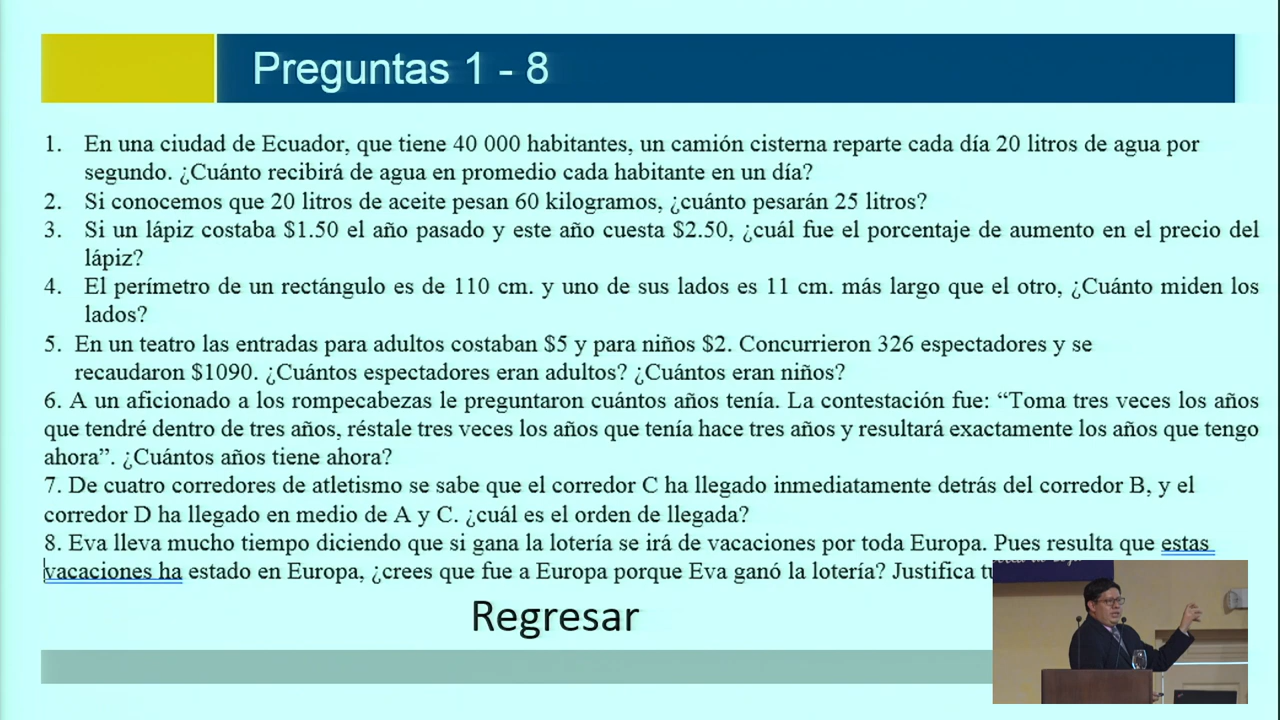 Preguntas 1 - 8
1. En una ciudad de Ecuador, que tiene 40 000 habitantes, un camión cisterna reparte cada día 20 litros de agua por
segundo. ¿Cuánto recibirá de agua en promedio cada habitante en un día?
2. Si conocemos que 20 litros de aceite pesan 60 kilogramos, ¿cuánto pesarán 25 litros?
3. Si un lápiz costaba $1.50 el año pasado y este año cuesta $2.50, ¿cuál fue el porcentaje de aumento en el precio del
lápiz?
4. El perímetro de un rectángulo es de 110 cm. y uno de sus lados es 11 cm. más largo que el otro, ¿Cuánto miden los
lados?
5. En un teatro las entradas para adultos costaban $5 y para niños $2. Concurrieron 326 espectadores y se
recaudaron $1090. ¿Cuántos espectadores eran adultos? ¿Cuántos eran niños?
6. A un aficionado a los rompecabezas le preguntaron cuántos años tenía. La contestación fue: “Toma tres veces los años
que tendré dentro de tres años, réstale tres veces los años que tenía hace tres años y resultará exactamente los años que tengo
ahora”. ¿Cuántos años tiene ahora?
7. De cuatro corredores de atletismo se sabe que el corredor C ha llegado inmediatamente detrás del corredor B, y el
corredor D ha llegado en medio de A y C. ¿cuál es el orden de llegada?
8. Eva lleva mucho tiempo diciendo que si gana la lotería se irá de vacaciones por toda Europa. Pues resulta que estas
vacaciones ha estado en Europa, ¿crees que fue a Europa porque Eva ganó la lotería? Justifica
Regresar